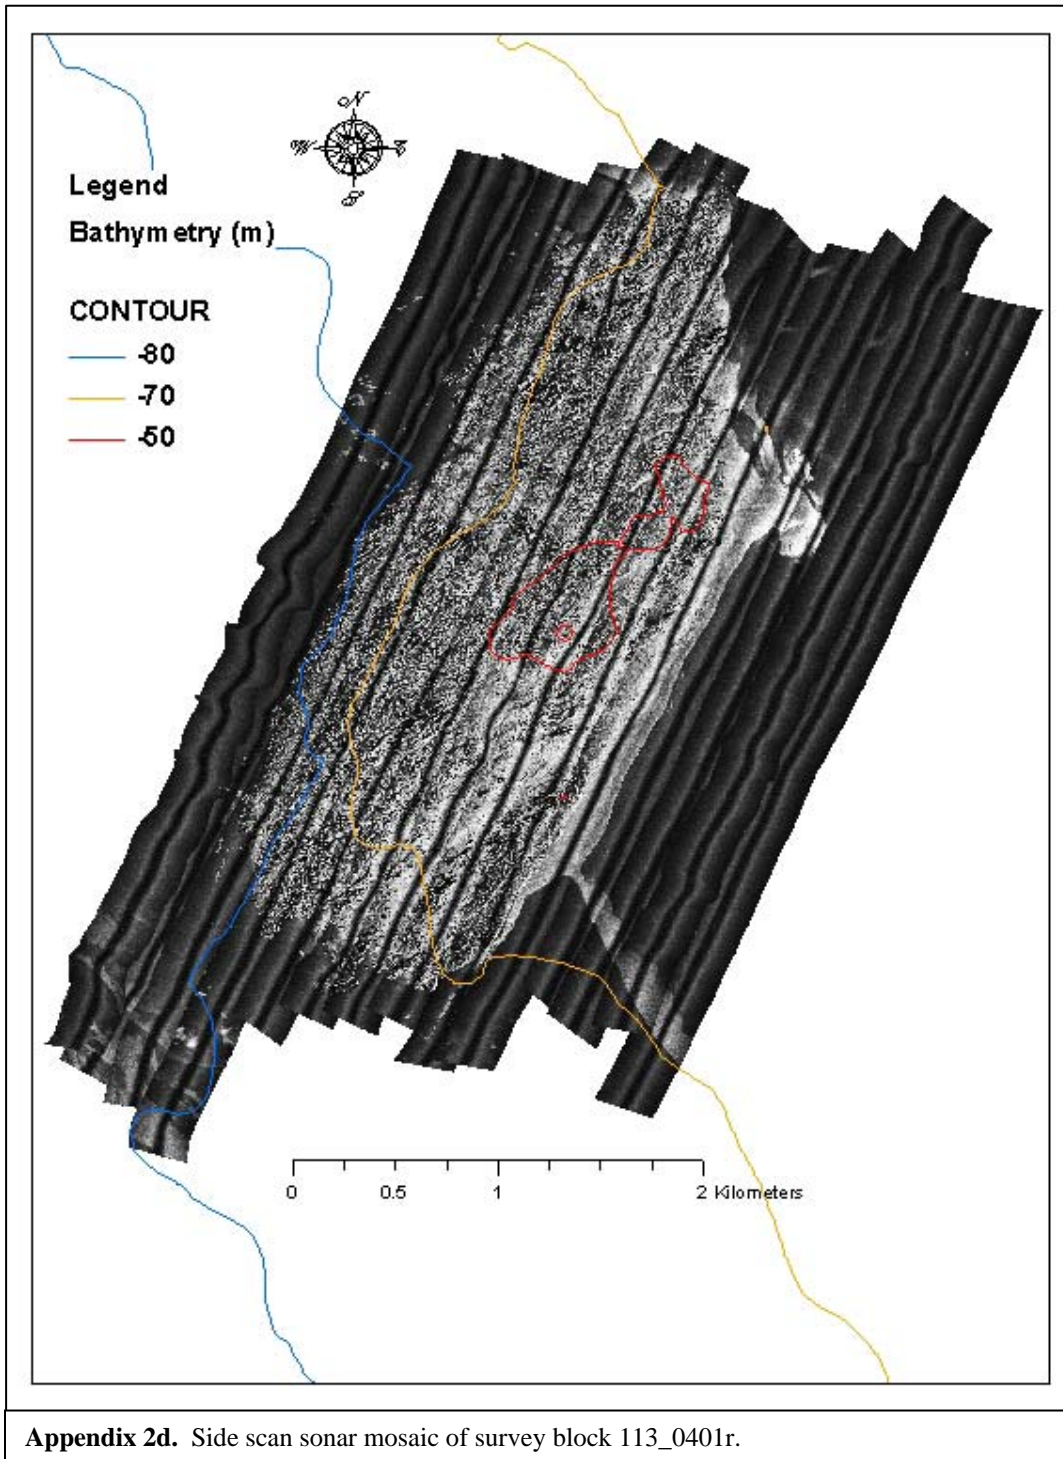 N
W E
S
Legend
Bathymetry (m)
CONTOUR
-80
-70
-50
0 0.5 1 2 Kilometers
Appendix 2d. Side scan sonar mosaic of survey block 113_0401r.